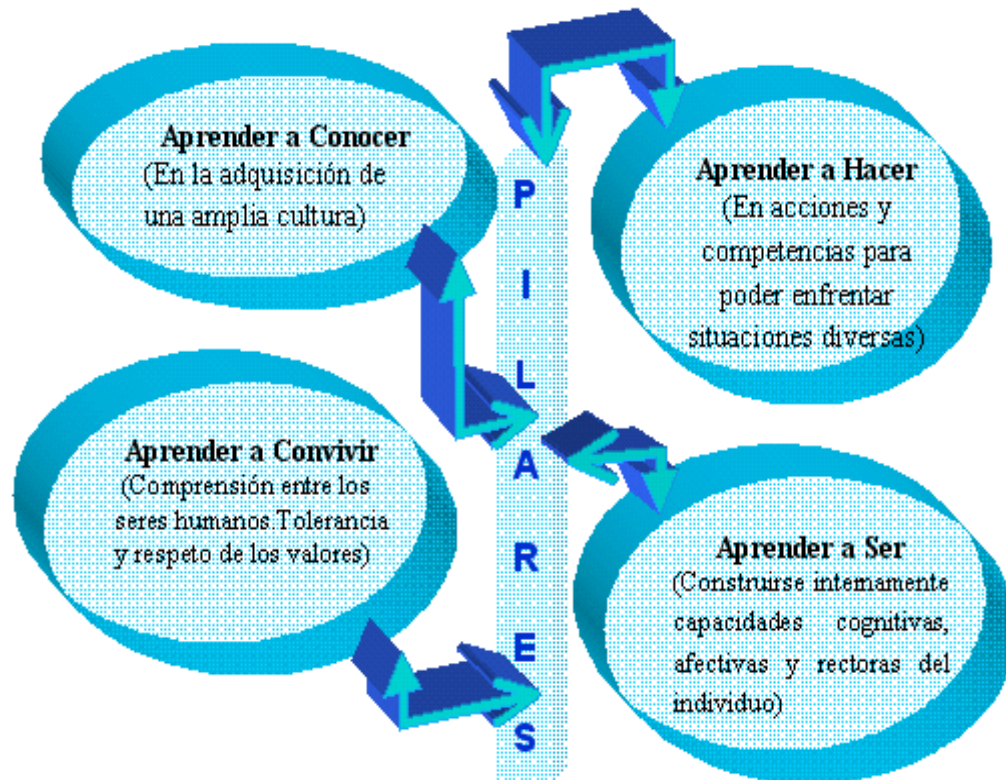 Aprender a Conocer
(En la adquisición de
una amplia cultura)
Aprender a Hacer
(En acciones y
competencias para
poder enfrentar
situaciones diversas)
PILARES
Aprender a Convivir
(Comprensión entre los
seres humanos.Tolerancia
y respeto de los valores)
Aprender a Ser
(Construirse internamente
capacidades cognitivas,
afectivas y rectoras del
individuo)